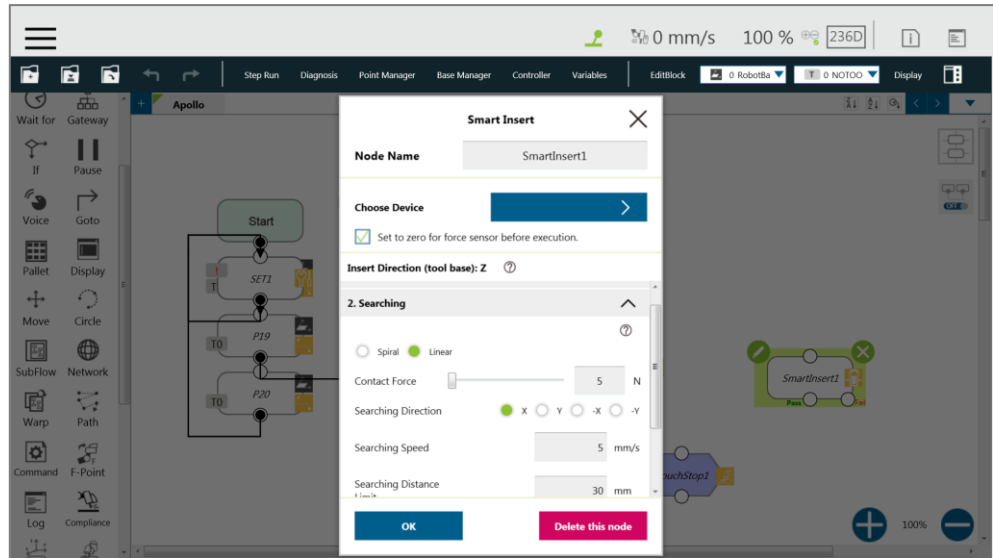 0 mm/s 100 % 236D
Step Run Diagnosis Point Manager Base Manager Controller Variables EditBlock 0 RobotBa T 0 NOTOO Display
Wait for Gateway
Apollo
If Pause
Voice Goto
Pallet Display
Move Circle
SubFlow Network
Warp Path
Command F-Point
Log Compliance
Start
! T SET1
T0 P19
T0 P20
Smart Insert
Node Name SmartInsert1
Choose Device
Set to zero for force sensor before execution.
Insert Direction (tool base): Z
2. Searching
Spiral Linear
Contact Force 5 N
Searching Direction X Y -X -Y
Searching Speed 5 mm/s
Searching Distance
Limit 30 mm
OK Delete this node
OFF
SmartInsert1
Pass Fail
ouchStop1
100%